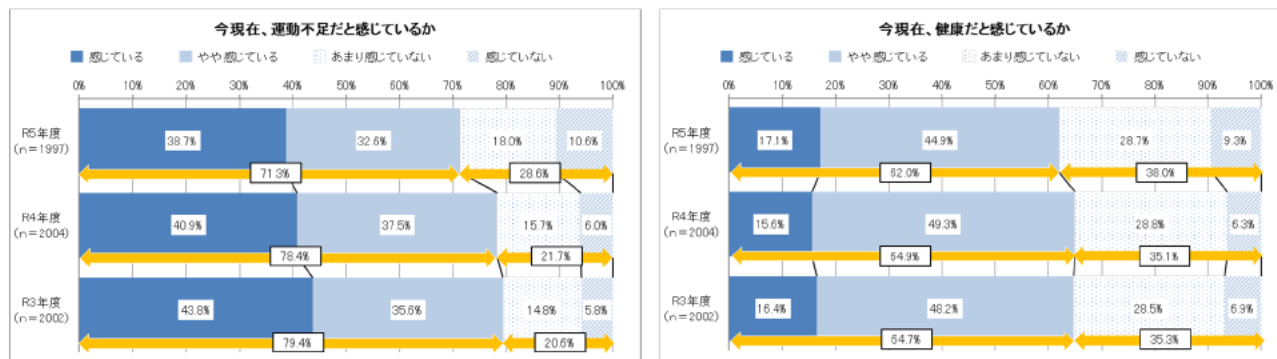 今現在、運動不足だと感じているか
感じている やや感じている あまり感じていない 感じていない
0% 10% 20% 30% 40% 50% 60% 70% 80% 90% 100%
R5年度 38.7% 32.6% 18.0% 10.6%
(n=1997)
71.3% 28.6%
R4年度 40.9% 37.5% 15.7% 6.0%
(n=2004)
78.4% 21.7%
R3年度 43.8% 35.6% 14.8% 5.8%
(n=2002)
79.4% 20.6%
今現在、健康だと感じているか
感じている やや感じている あまり感じていない 感じていない
0% 10% 20% 30% 40% 50% 60% 70% 80% 90% 100%
R5年度 17.1% 44.9% 28.7% 9.3%
(n=1997)
62.0% 38.0%
R4年度 15.6% 49.3% 28.8% 6.3%
(n=2004)
64.9% 35.1%
R3年度 16.4% 48.2% 28.5% 6.9%
(n=2002)
64.7% 35.3%